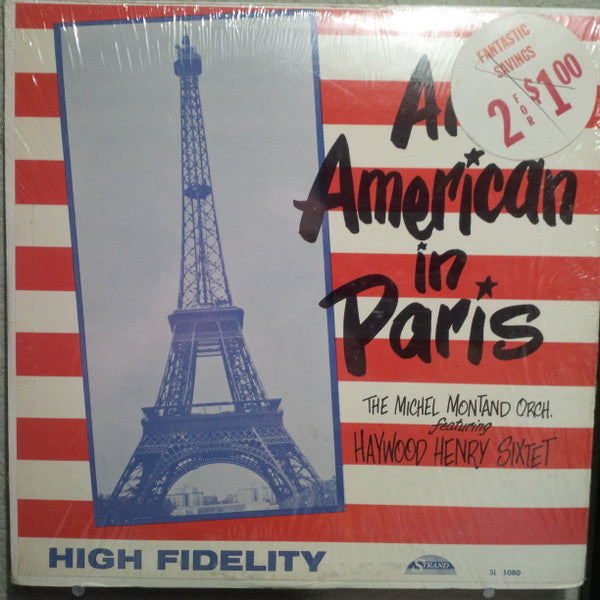 FANTASTIC
SAVINGS
2 FOR $1.00
American
in
Paris
THE MICHEL MONTAND ORCH.
featuring
HAYWOOD HENRY SIXTET
HIGH FIDELITY
STRAND
SL 1080